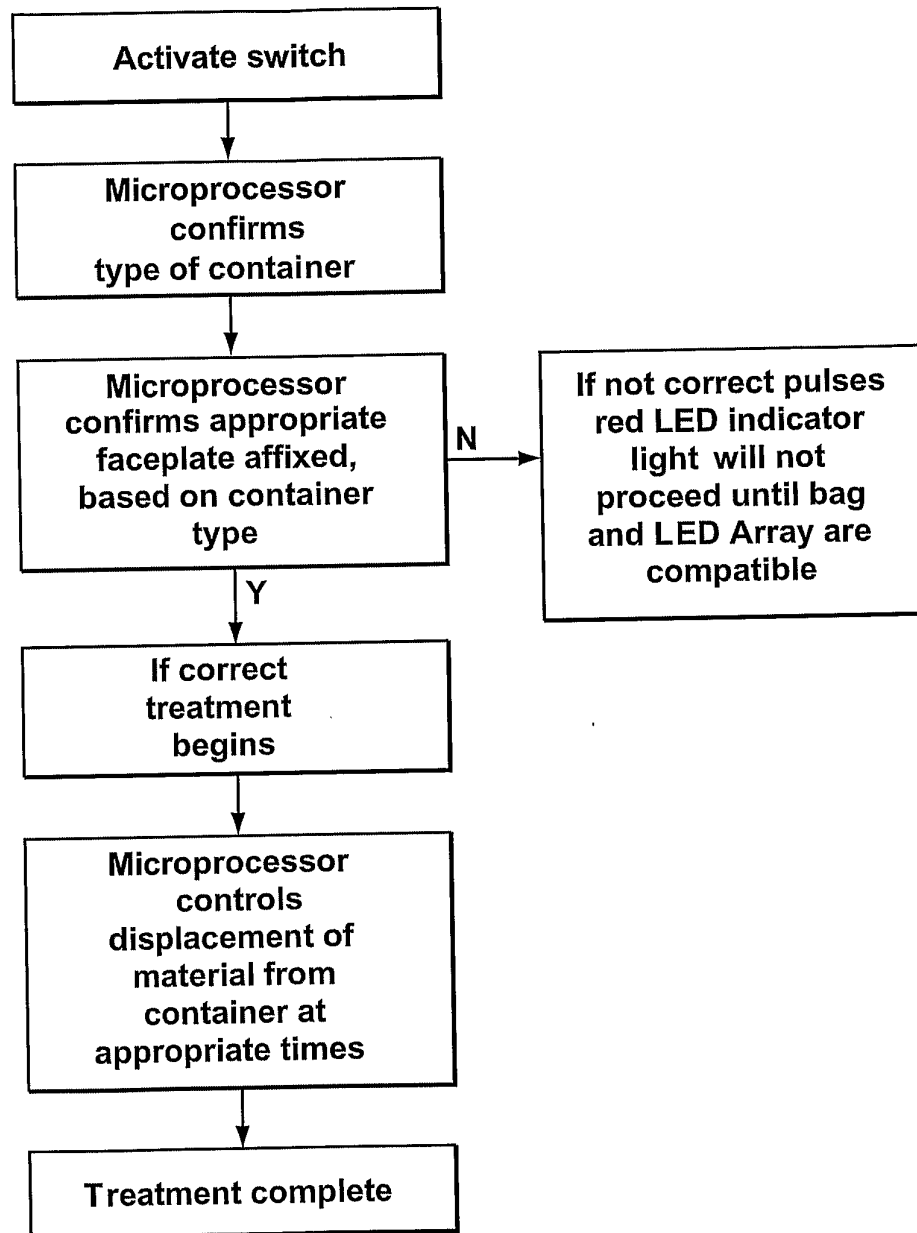 Activate switch
Microprocessor
confirms
type of container
Microprocessor
confirms appropriate
faceplate affixed,
based on container
type
N
If not correct pulses
red LED indicator
light will not
proceed until bag
and LED Array are
compatible
Y
If correct
treatment
begins
Microprocessor
controls
displacement of
material from
container at
appropriate times
Treatment complete